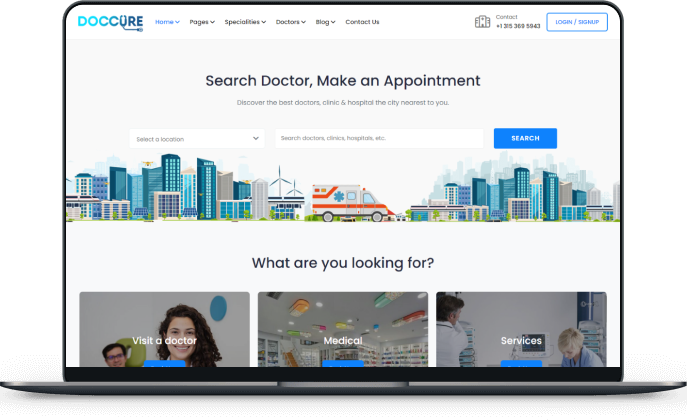 DOCCURE
Home Pages Specialities Doctors Blog Contact Us
Contact
+1 315 369 5943
LOGIN / SIGNUP
Search Doctor, Make an Appointment
Discover the best doctors, clinic & hospital the city nearest to you.
Select a location
Search doctors, clinics, hospitals, etc.
SEARCH
What are you looking for?
Visit a doctor
Medical
Services